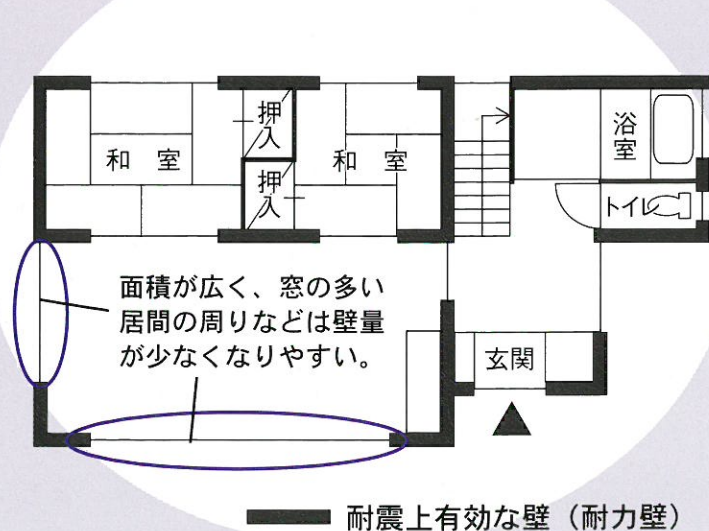 押入
和室
押入
和室
浴室
トイレ
面積が広く、窓の多い
居間の周りなどは壁量
が少なくなりやすい。
玄関
耐震上有効な壁（耐力壁）